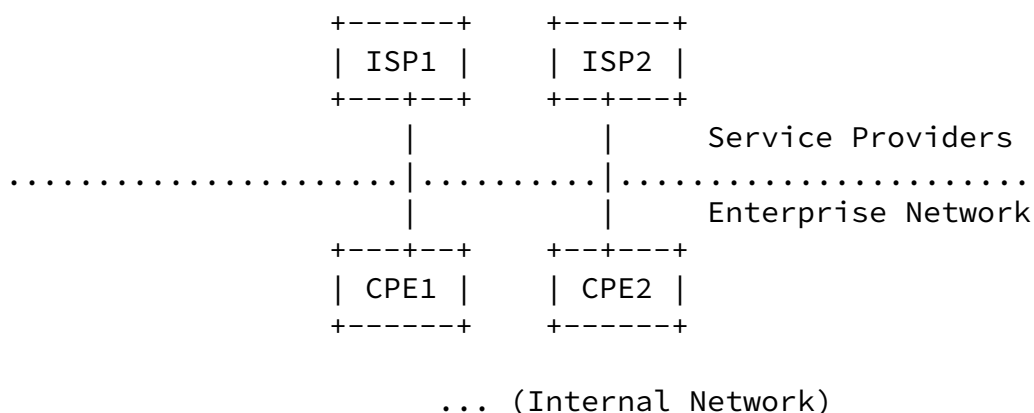 +------+ +------+
| ISP1 | | ISP2 |
+---+--+ +--+---+
| | Service Providers
......................|...........|.......................
| | Enterprise Network
+---+--+ +--+---+
| CPE1 | | CPE2 |
+------+ +------+
... (Internal Network)